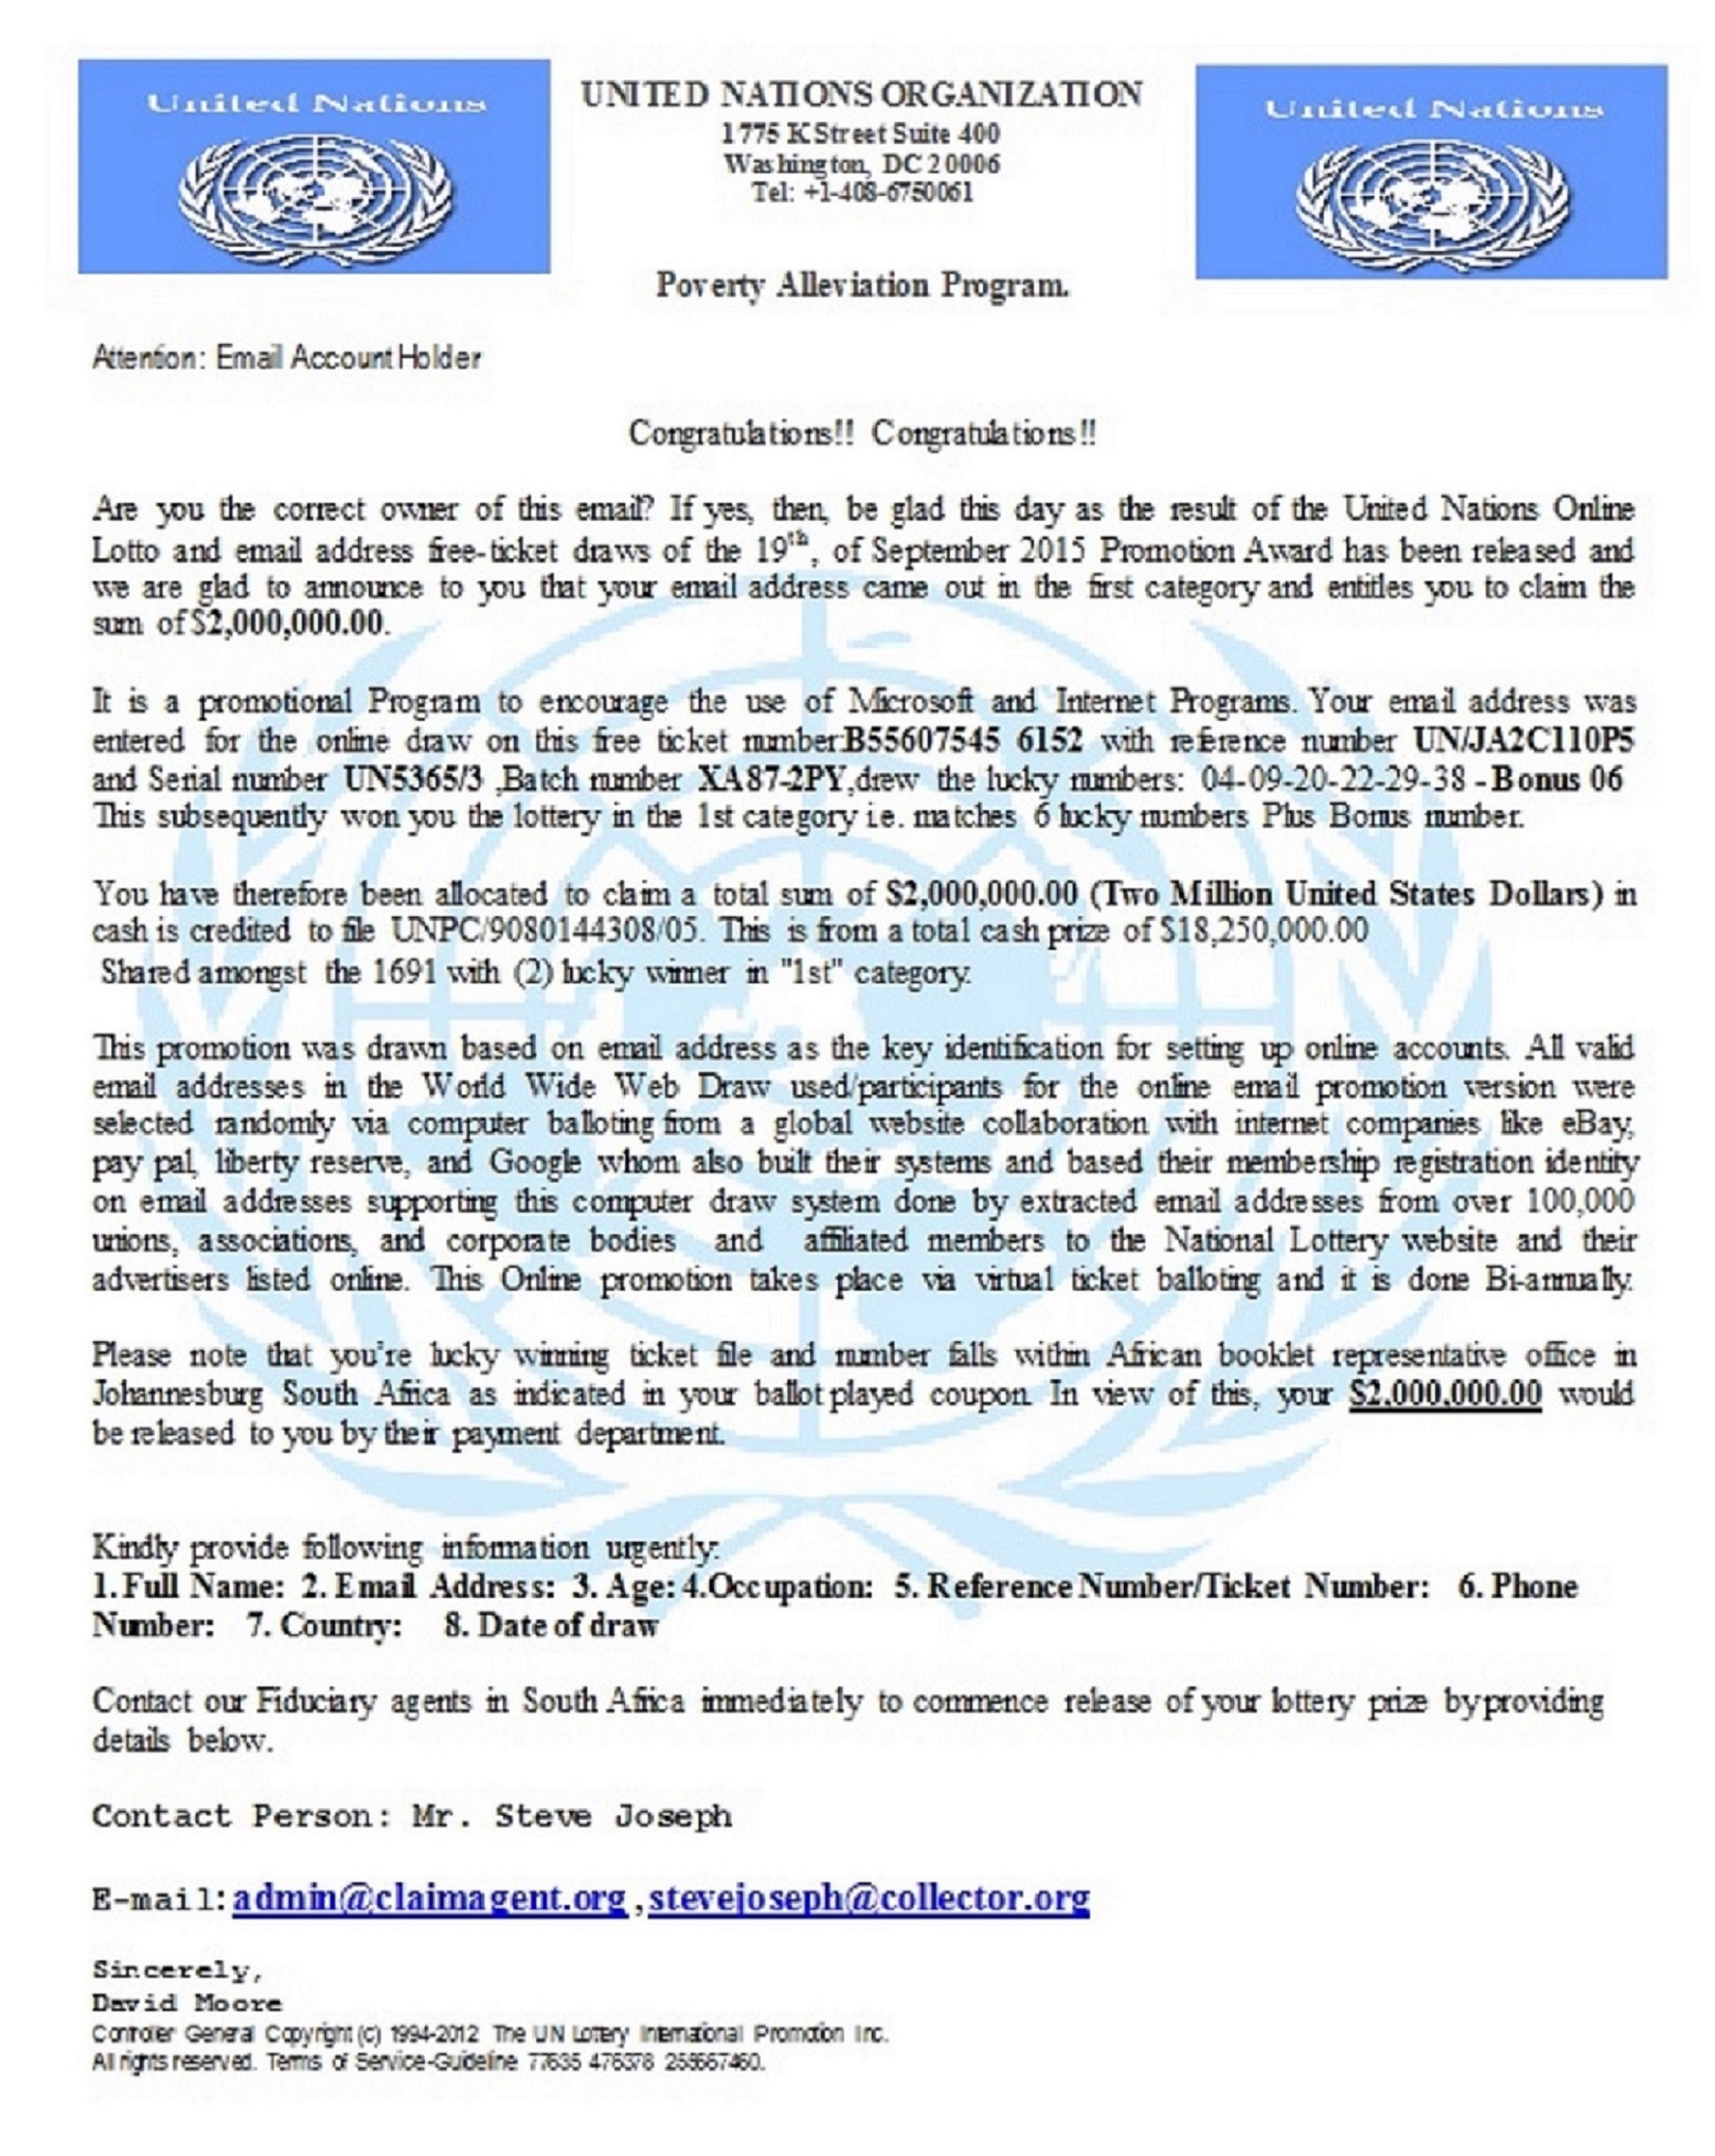 United Nations
UNITED NATIONS ORGANIZATION
1775 K Street Suite 400
Washington, DC 20006
Tel: +1-408-6750061
United Nations
Poverty Alleviation Program.
Attention: Email Account Holder
Congratulations!! Congratulations!!
Are you the correct owner of this email? If yes, then, be glad this day as the result of the United Nations Online
Lotto and email address free-ticket draws of the 19th, of September 2015 Promotion Award has been released and
we are glad to announce to you that your email address came out in the first category and entitles you to claim the
sum of $2,000,000.00.
It is a promotional Program to encourage the use of Microsoft and Internet Programs. Your email address was
entered for the online draw on this free ticket number:B55607545 6152 with reference number UN/JA2C110P5
and Serial number UN5365/3 ,Batch number XA87-2PY,drew the lucky numbers: 04-09-20-22-29-38 - Bonus 06
This subsequently won you the lottery in the 1st category i.e. matches 6 lucky numbers Plus Bonus number.
You have therefore been allocated to claim a total sum of $2,000,000.00 (Two Million United States Dollars) in
cash is credited to file UNPC/9080144308/05. This is from a total cash prize of $18,250,000.00
Shared amongst the 1691 with (2) lucky winner in "1st" category.
This promotion was drawn based on email address as the key identification for setting up online accounts. All valid
email addresses in the World Wide Web Draw used/participants for the online email promotion version were
selected randomly via computer balloting from a global website collaboration with internet companies like eBay,
pay pal, liberty reserve, and Google whom also built their systems and based their membership registration identity
on email addresses supporting this computer draw system done by extracted email addresses from over 100,000
unions, associations, and corporate bodies and affiliated members to the National Lottery website and their
advertisers listed online. This Online promotion takes place via virtual ticket balloting and it is done Bi-annually.
Please note that you're lucky winning ticket file and number falls within African booklet representative office in
Johannesburg South Africa as indicated in your ballot played coupon. In view of this, your $2,000,000.00 would
be released to you by their payment department.
Kindly provide following information urgently:
1.Full Name: 2. Email Address: 3. Age: 4.Occupation: 5. Reference Number/Ticket Number: 6. Phone
Number: 7. Country: 8. Date of draw
Contact our Fiduciary agents in South Africa immediately to commence release of your lottery prize by providing
details below.
Contact Person: Mr. Steve Joseph
E-mail: admin@claimagent.org , stevejoseph@collector.org
Sincerely,
David Moore
Controller General Copyright (c) 1994-2012 The UN Lottery International Promotion Inc.
All rights reserved. Terms of Service-Guideline 77635 476378 255667460.